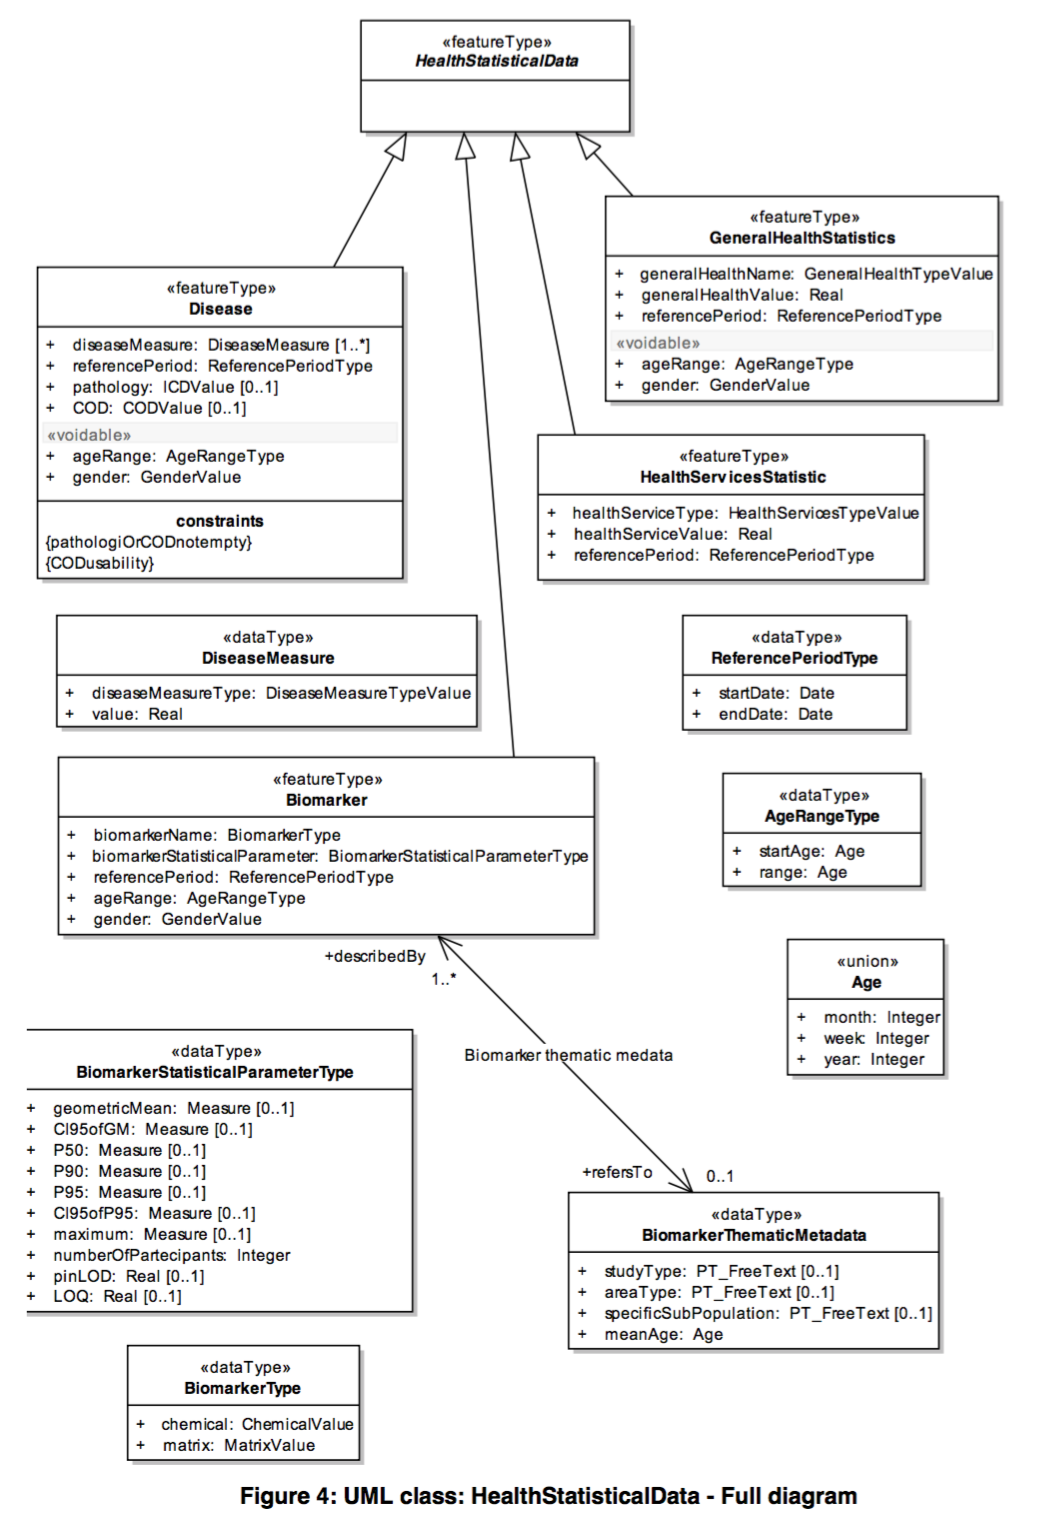 «featureType»
HealthStatisticalData
«featureType»
GeneralHealthStatistics
+ generalHealthName: GeneralHealthTypeValue
+ generalHealthValue: Real
+ referencePeriod: ReferencePeriodType
«voidable»
+ ageRange: AgeRangeType
+ gender: GenderValue
«featureType»
Disease
+ diseaseMeasure: DiseaseMeasure [1..*]
+ referencePeriod: ReferencePeriodType
+ pathology: ICDValue [0..1]
+ COD: CODValue [0..1]
«voidable»
+ ageRange: AgeRangeType
+ gender: GenderValue
constraints
{pathologiOrCODnotempty}
{CODusability}
«featureType»
HealthServicesStatistic
+ healthServiceType: HealthServicesTypeValue
+ healthServiceValue: Real
+ referencePeriod: ReferencePeriodType
«dataType»
DiseaseMeasure
+ diseaseMeasureType: DiseaseMeasureTypeValue
+ value: Real
«dataType»
ReferencePeriodType
+ startDate: Date
+ endDate: Date
«featureType»
Biomarker
+ biomarkerName: BiomarkerType
+ biomarkerStatisticalParameter: BiomarkerStatisticalParameterType
+ referencePeriod: ReferencePeriodType
+ ageRange: AgeRangeType
+ gender: GenderValue
«dataType»
AgeRangeType
+ startAge: Age
+ range: Age
+describedBy
1..*
«union»
Age
+ month: Integer
+ week: Integer
+ year: Integer
Biomarker thematic medata
«dataType»
BiomarkerStatisticalParameterType
+ geometricMean: Measure [0..1]
+ CI95ofGM: Measure [0..1]
+ P50: Measure [0..1]
+ P90: Measure [0..1]
+ P95: Measure [0..1]
+ CI95ofP95: Measure [0..1]
+ maximum: Measure [0..1]
+ numberOfPartecipants: Integer
+ pinLOD: Real [0..1]
+ LOQ: Real [0..1]
+refersTo
0..1
«dataType»
BiomarkerThematicMetadata
+ studyType: PT_FreeText [0..1]
+ areaType: PT_FreeText [0..1]
+ specificSubPopulation: PT_FreeText [0..1]
+ meanAge: Age
«dataType»
BiomarkerType
+ chemical: ChemicalValue
+ matrix: MatrixValue
Figure 4: UML class: HealthStatisticalData - Full diagram